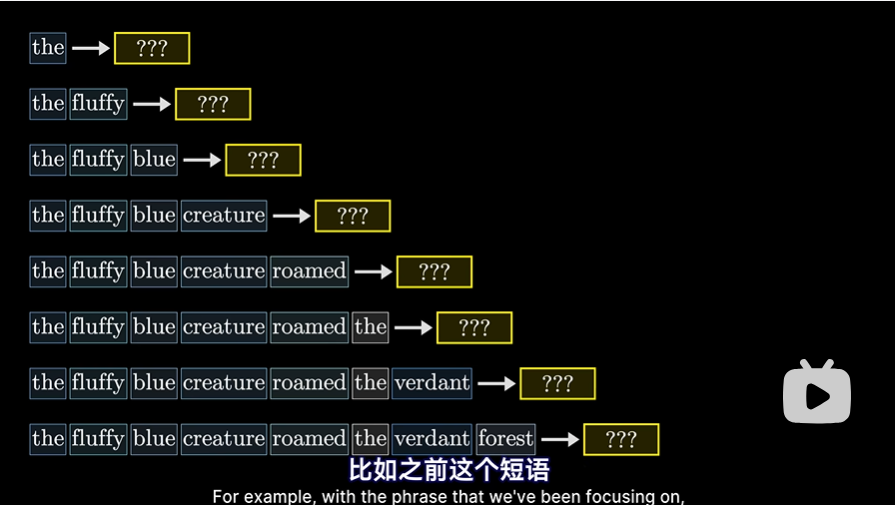 the ???
the fluffy ???
the fluffy blue ???
the fluffy blue creature ???
the fluffy blue creature roamed ???
the fluffy blue creature roamed the ???
the fluffy blue creature roamed the verdant ???
the fluffy blue creature roamed the verdant forest ???
比如之前这个短语
For example, with the phrase that we've been focusing on,